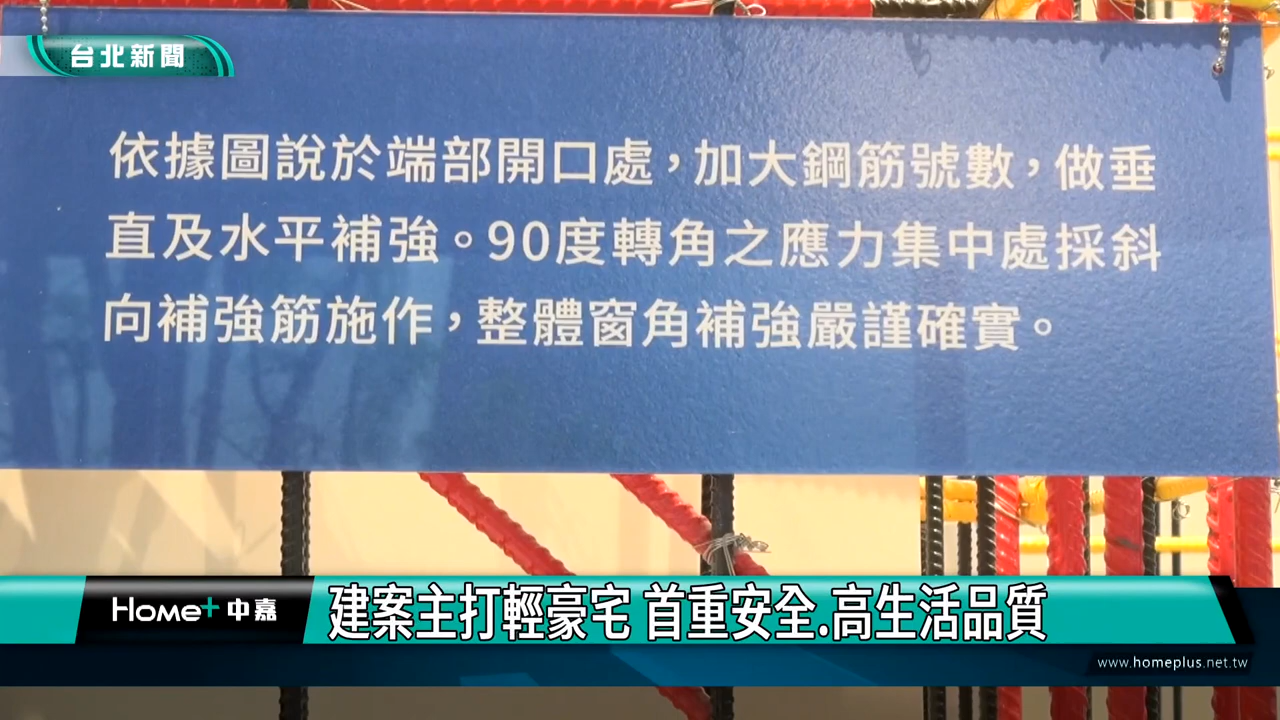 台北新聞
依據圖說於端部開口處，加大鋼筋號數，做垂
直及水平補強。90度轉角之應力集中處採斜
向補強筋施作，整體窗角補強嚴謹確實。
Home+中嘉
建案主打輕豪宅 首重安全.高生活品質
www.homeplus.net.tw